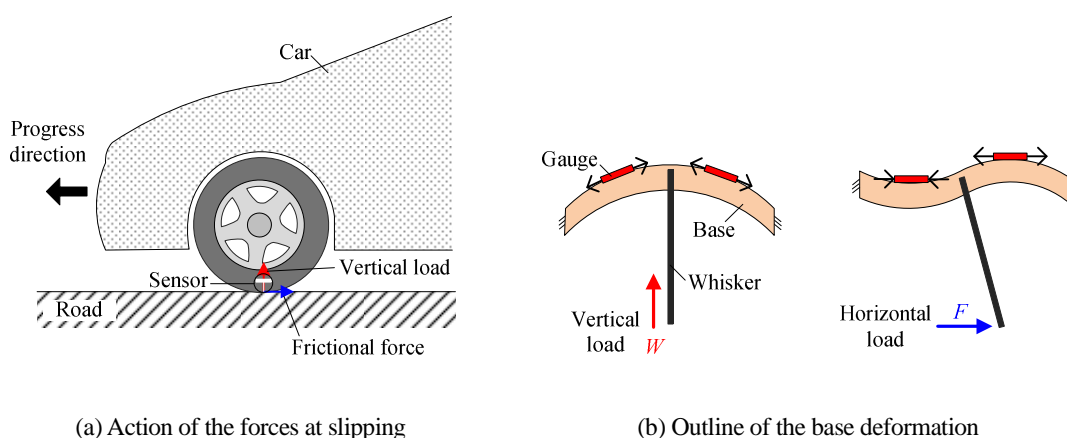 Car
Progress
direction
Vertical load
Sensor
Road
Frictional force
(a) Action of the forces at slipping
Gauge
Base
Whisker
Vertical
load
W
Horizontal
load
F
(b) Outline of the base deformation